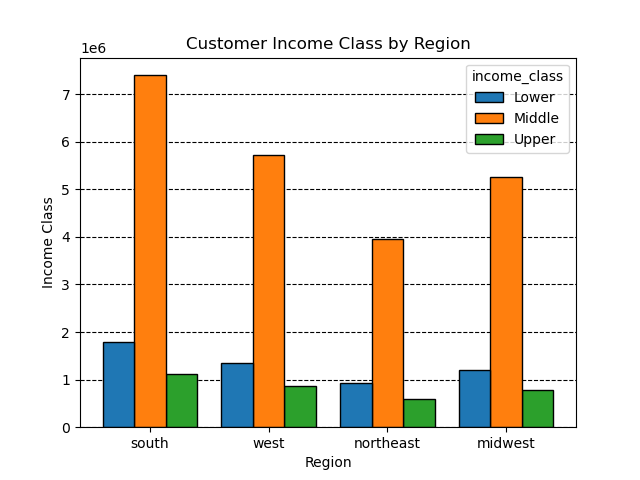 Customer Income Class by Region
1e6
income_class
Lower
Middle
Upper
7
6
5
4
3
2
1
0
Income Class
south west northeast midwest
Region